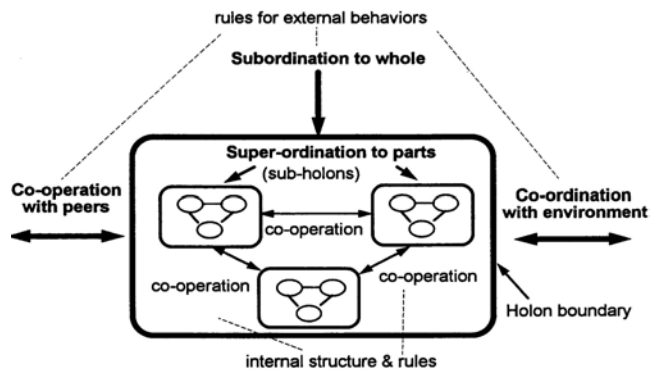 rules for external behaviors
Subordination to whole
Super-ordination to parts
(sub-holons)
Co-operation
with peers
Co-ordination
with environment
co-operation
co-operation
co-operation
Holon boundary
internal structure & rules